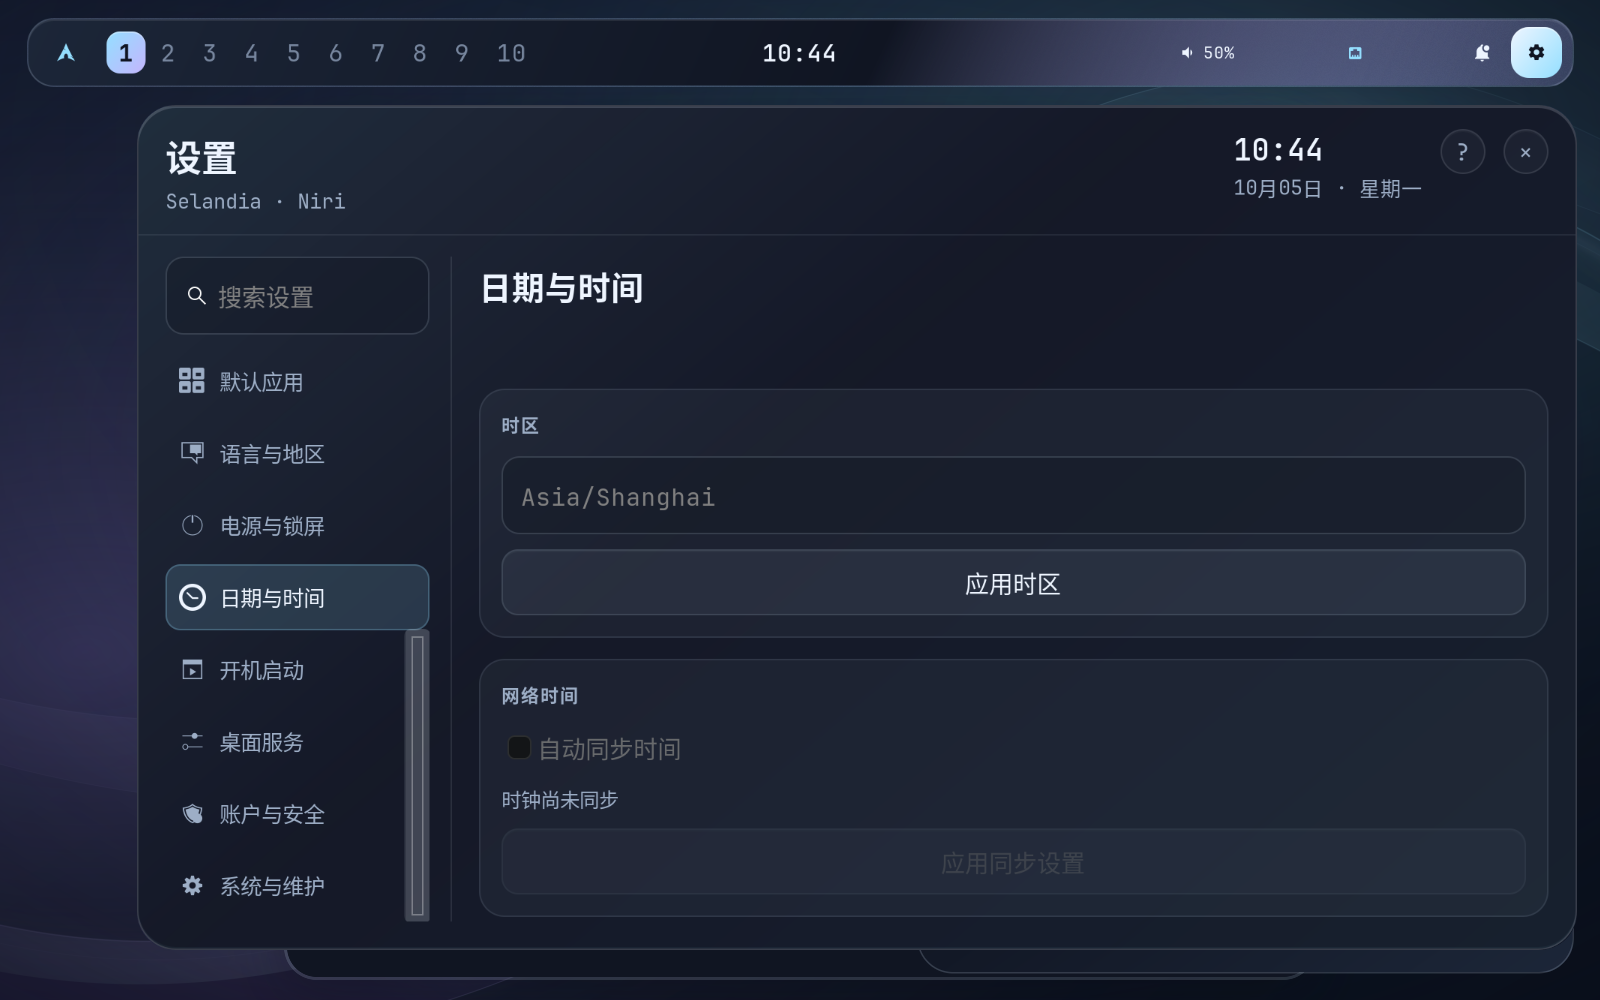 1 2 3 4 5 6 7 8 9 10
10:44
50%
设置
Selandia · Niri
10:44
10月05日 · 星期一
?
×
搜索设置
默认应用
语言与地区
电源与锁屏
日期与时间
开机启动
桌面服务
账户与安全
系统与维护
日期与时间
时区
Asia/Shanghai
应用时区
网络时间
自动同步时间
时钟尚未同步
应用同步设置